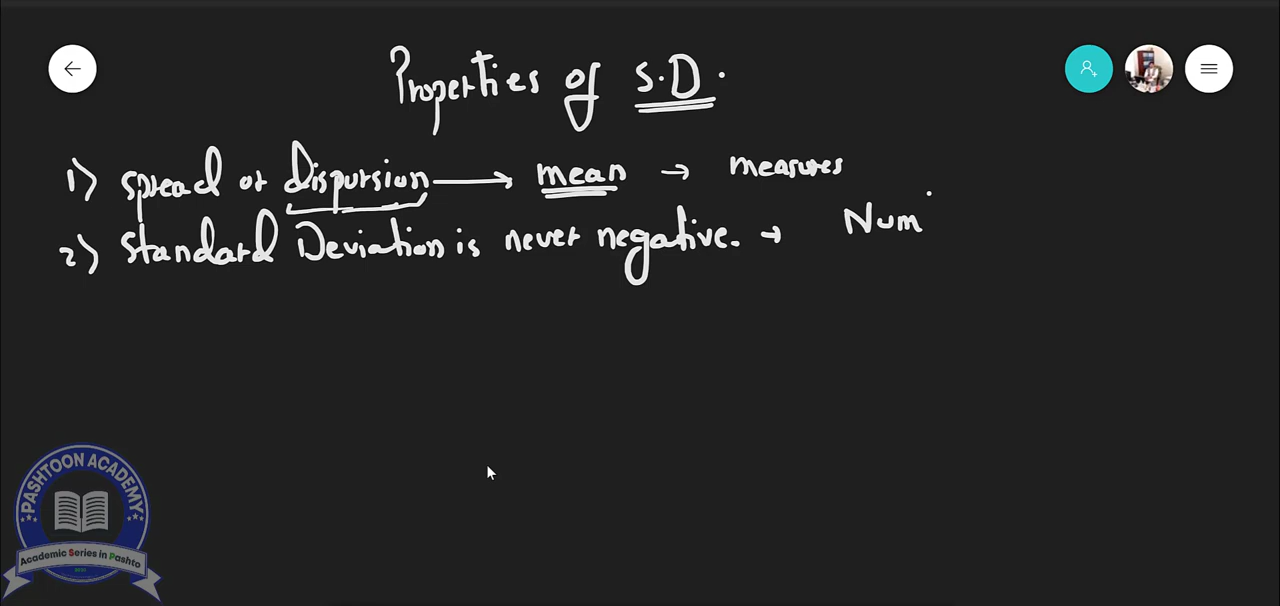 Properties of S.D.
1) spread or Dispursion → mean → measures
2) Standard Deviation is never negative. → Num
PASHTOON ACADEMY
Academic Series in Pashto